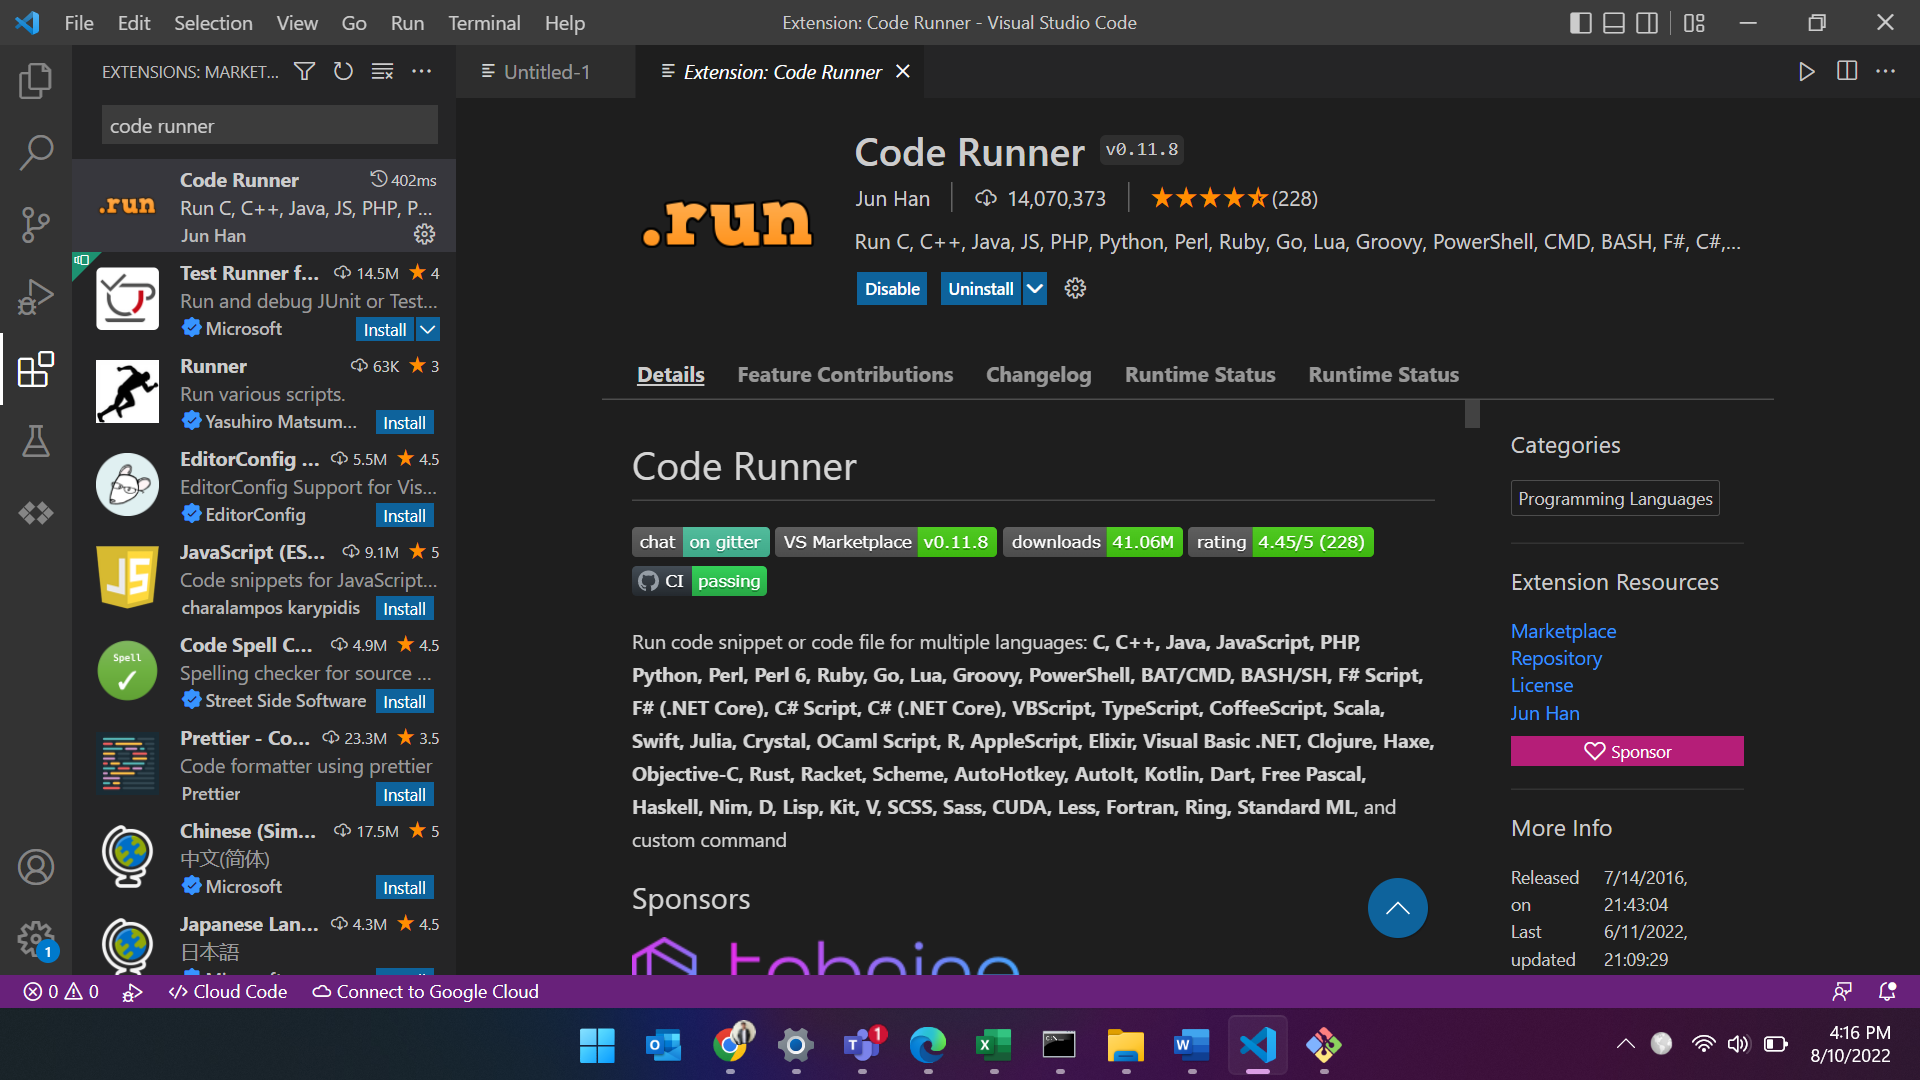 File Edit Selection View Go Run Terminal Help
Extension: Code Runner - Visual Studio Code
EXTENSIONS: MARKET...
code runner
Code Runner 402ms
Run C, C++, Java, JS, PHP, P...
Jun Han
.run
Test Runner f... 14.5M 4
Run and debug JUnit or Test...
Microsoft Install
Runner 63K 3
Run various scripts.
Yasuhiro Matsum... Install
EditorConfig ... 5.5M 4.5
EditorConfig Support for Vis...
EditorConfig Install
JavaScript (ES... 9.1M 5
Code snippets for JavaScript...
charalampos karypidis Install
JS
Code Spell C... 4.9M 4.5
Spelling checker for source ...
Street Side Software Install
Spell
Prettier - Co... 23.3M 3.5
Code formatter using prettier
Prettier Install
Chinese (Sim... 17.5M 5
中文(简体)
Microsoft Install
Japanese Lan... 4.3M 4.5
日本語
1
Untitled-1 Extension: Code Runner
.run
Code Runner v0.11.8
Jun Han 14,070,373 (228)
Run C, C++, Java, JS, PHP, Python, Perl, Ruby, Go, Lua, Groovy, PowerShell, CMD, BASH, F#, C#,...
Disable Uninstall
Details Feature Contributions Changelog Runtime Status Runtime Status
Code Runner
chat on gitter VS Marketplace v0.11.8 downloads 41.06M rating 4.45/5 (228)
CI passing
Run code snippet or code file for multiple languages: C, C++, Java, JavaScript, PHP,
Python, Perl, Perl 6, Ruby, Go, Lua, Groovy, PowerShell, BAT/CMD, BASH/SH, F# Script,
F# (.NET Core), C# Script, C# (.NET Core), VBScript, TypeScript, CoffeeScript, Scala,
Swift, Julia, Crystal, OCaml Script, R, AppleScript, Elixir, Visual Basic .NET, Clojure, Haxe,
Objective-C, Rust, Racket, Scheme, AutoHotkey, AutoIt, Kotlin, Dart, Free Pascal,
Haskell, Nim, D, Lisp, Kit, V, SCSS, Sass, CUDA, Less, Fortran, Ring, Standard ML, and
custom command
Sponsors
tabnine
Categories
Programming Languages
Extension Resources
Marketplace
Repository
License
Jun Han
Sponsor
More Info
Released 7/14/2016,
on 21:43:04
Last 6/11/2022,
updated 21:09:29
0 0 Cloud Code Connect to Google Cloud
1
4:16 PM
8/10/2022